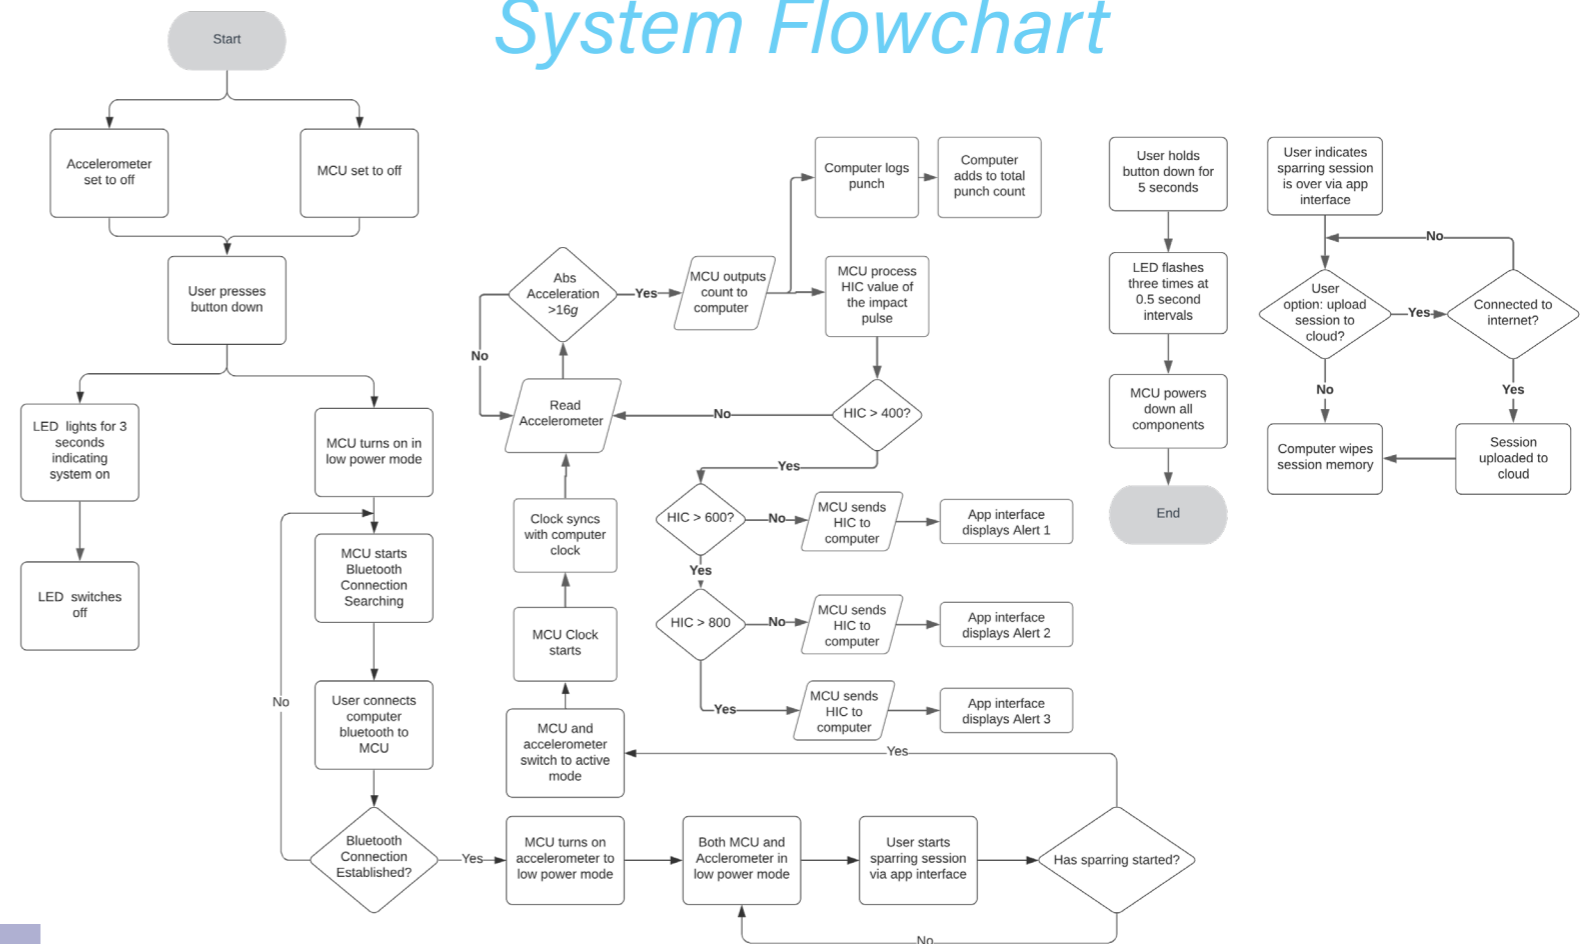 System Flowchart
Start
Accelerometer
set to off
MCU set to off
User presses
button down
LED lights for 3
seconds
indicating
system on
LED switches
off
MCU turns on in
low power mode
MCU starts
Bluetooth
Connection
Searching
User connects
computer
bluetooth to
MCU
No
Bluetooth
Connection
Established?
Yes
MCU turns on
accelerometer to
low power mode
Both MCU and
Acclerometer in
low power mode
User starts
sparring session
via app interface
Has sparring started?
No
Yes
MCU and
accelerometer
switch to active
mode
MCU Clock
starts
Clock syncs
with computer
clock
Read
Accelerometer
Abs
Acceleration
>16g
No
Yes
MCU outputs
count to
computer
Computer logs
punch
Computer
adds to total
punch count
MCU process
HIC value of
the impact
pulse
HIC > 400?
No
Yes
HIC > 600?
No
MCU sends
HIC to
computer
App interface
displays Alert 1
Yes
HIC > 800
No
MCU sends
HIC to
computer
App interface
displays Alert 2
Yes
MCU sends
HIC to
computer
App interface
displays Alert 3
User holds
button down for
5 seconds
LED flashes
three times at
0.5 second
intervals
MCU powers
down all
components
End
User indicates
sparring session
is over via app
interface
No
User
option: upload
session to
cloud?
Yes
Connected to
internet?
No
Yes
Computer wipes
session memory
Session
uploaded to
cloud